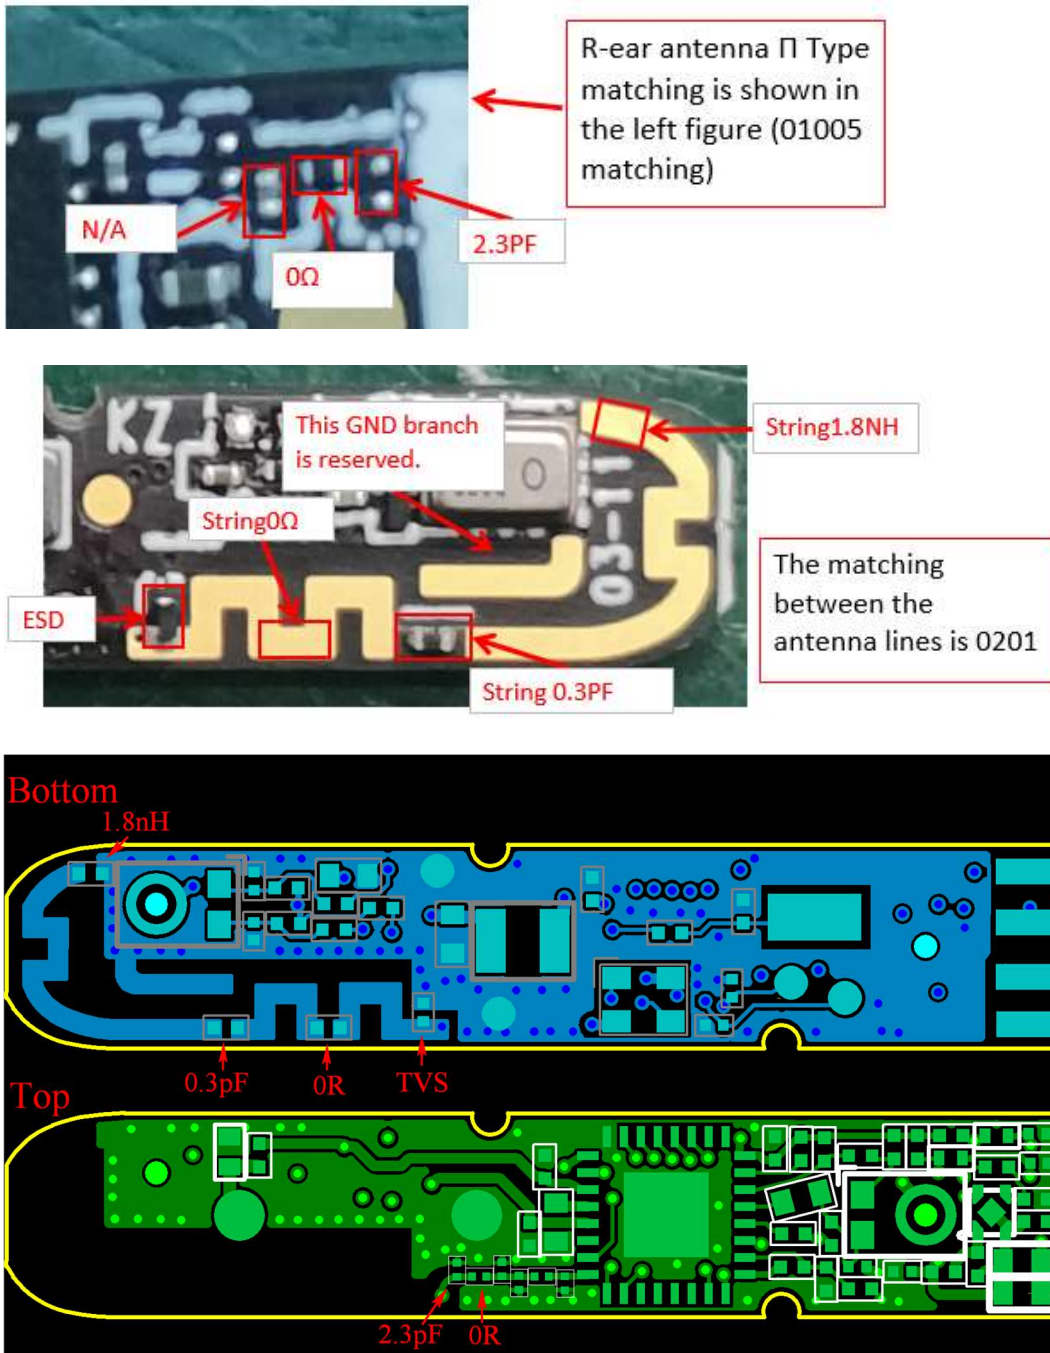 R-ear antenna Π Type
matching is shown in
the left figure (01005
matching)
N/A
0Ω
2.3PF
KZ
This GND branch
is reserved.
String1.8NH
String0Ω
03-1
ESD
The matching
between the
antenna lines is 0201
String 0.3PF
Bottom
1.8nH
0.3pF
0R
TVS
Top
2.3pF
0R